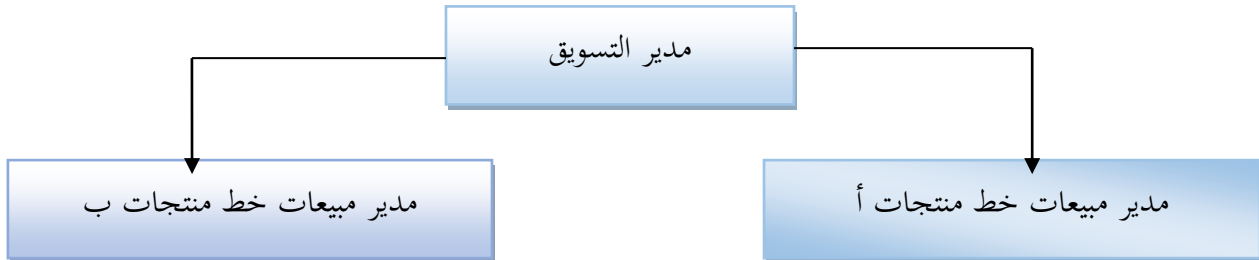 مدير التسويق
مدير مبيعات خط منتجات أ
مدير مبيعات خط منتجات ب